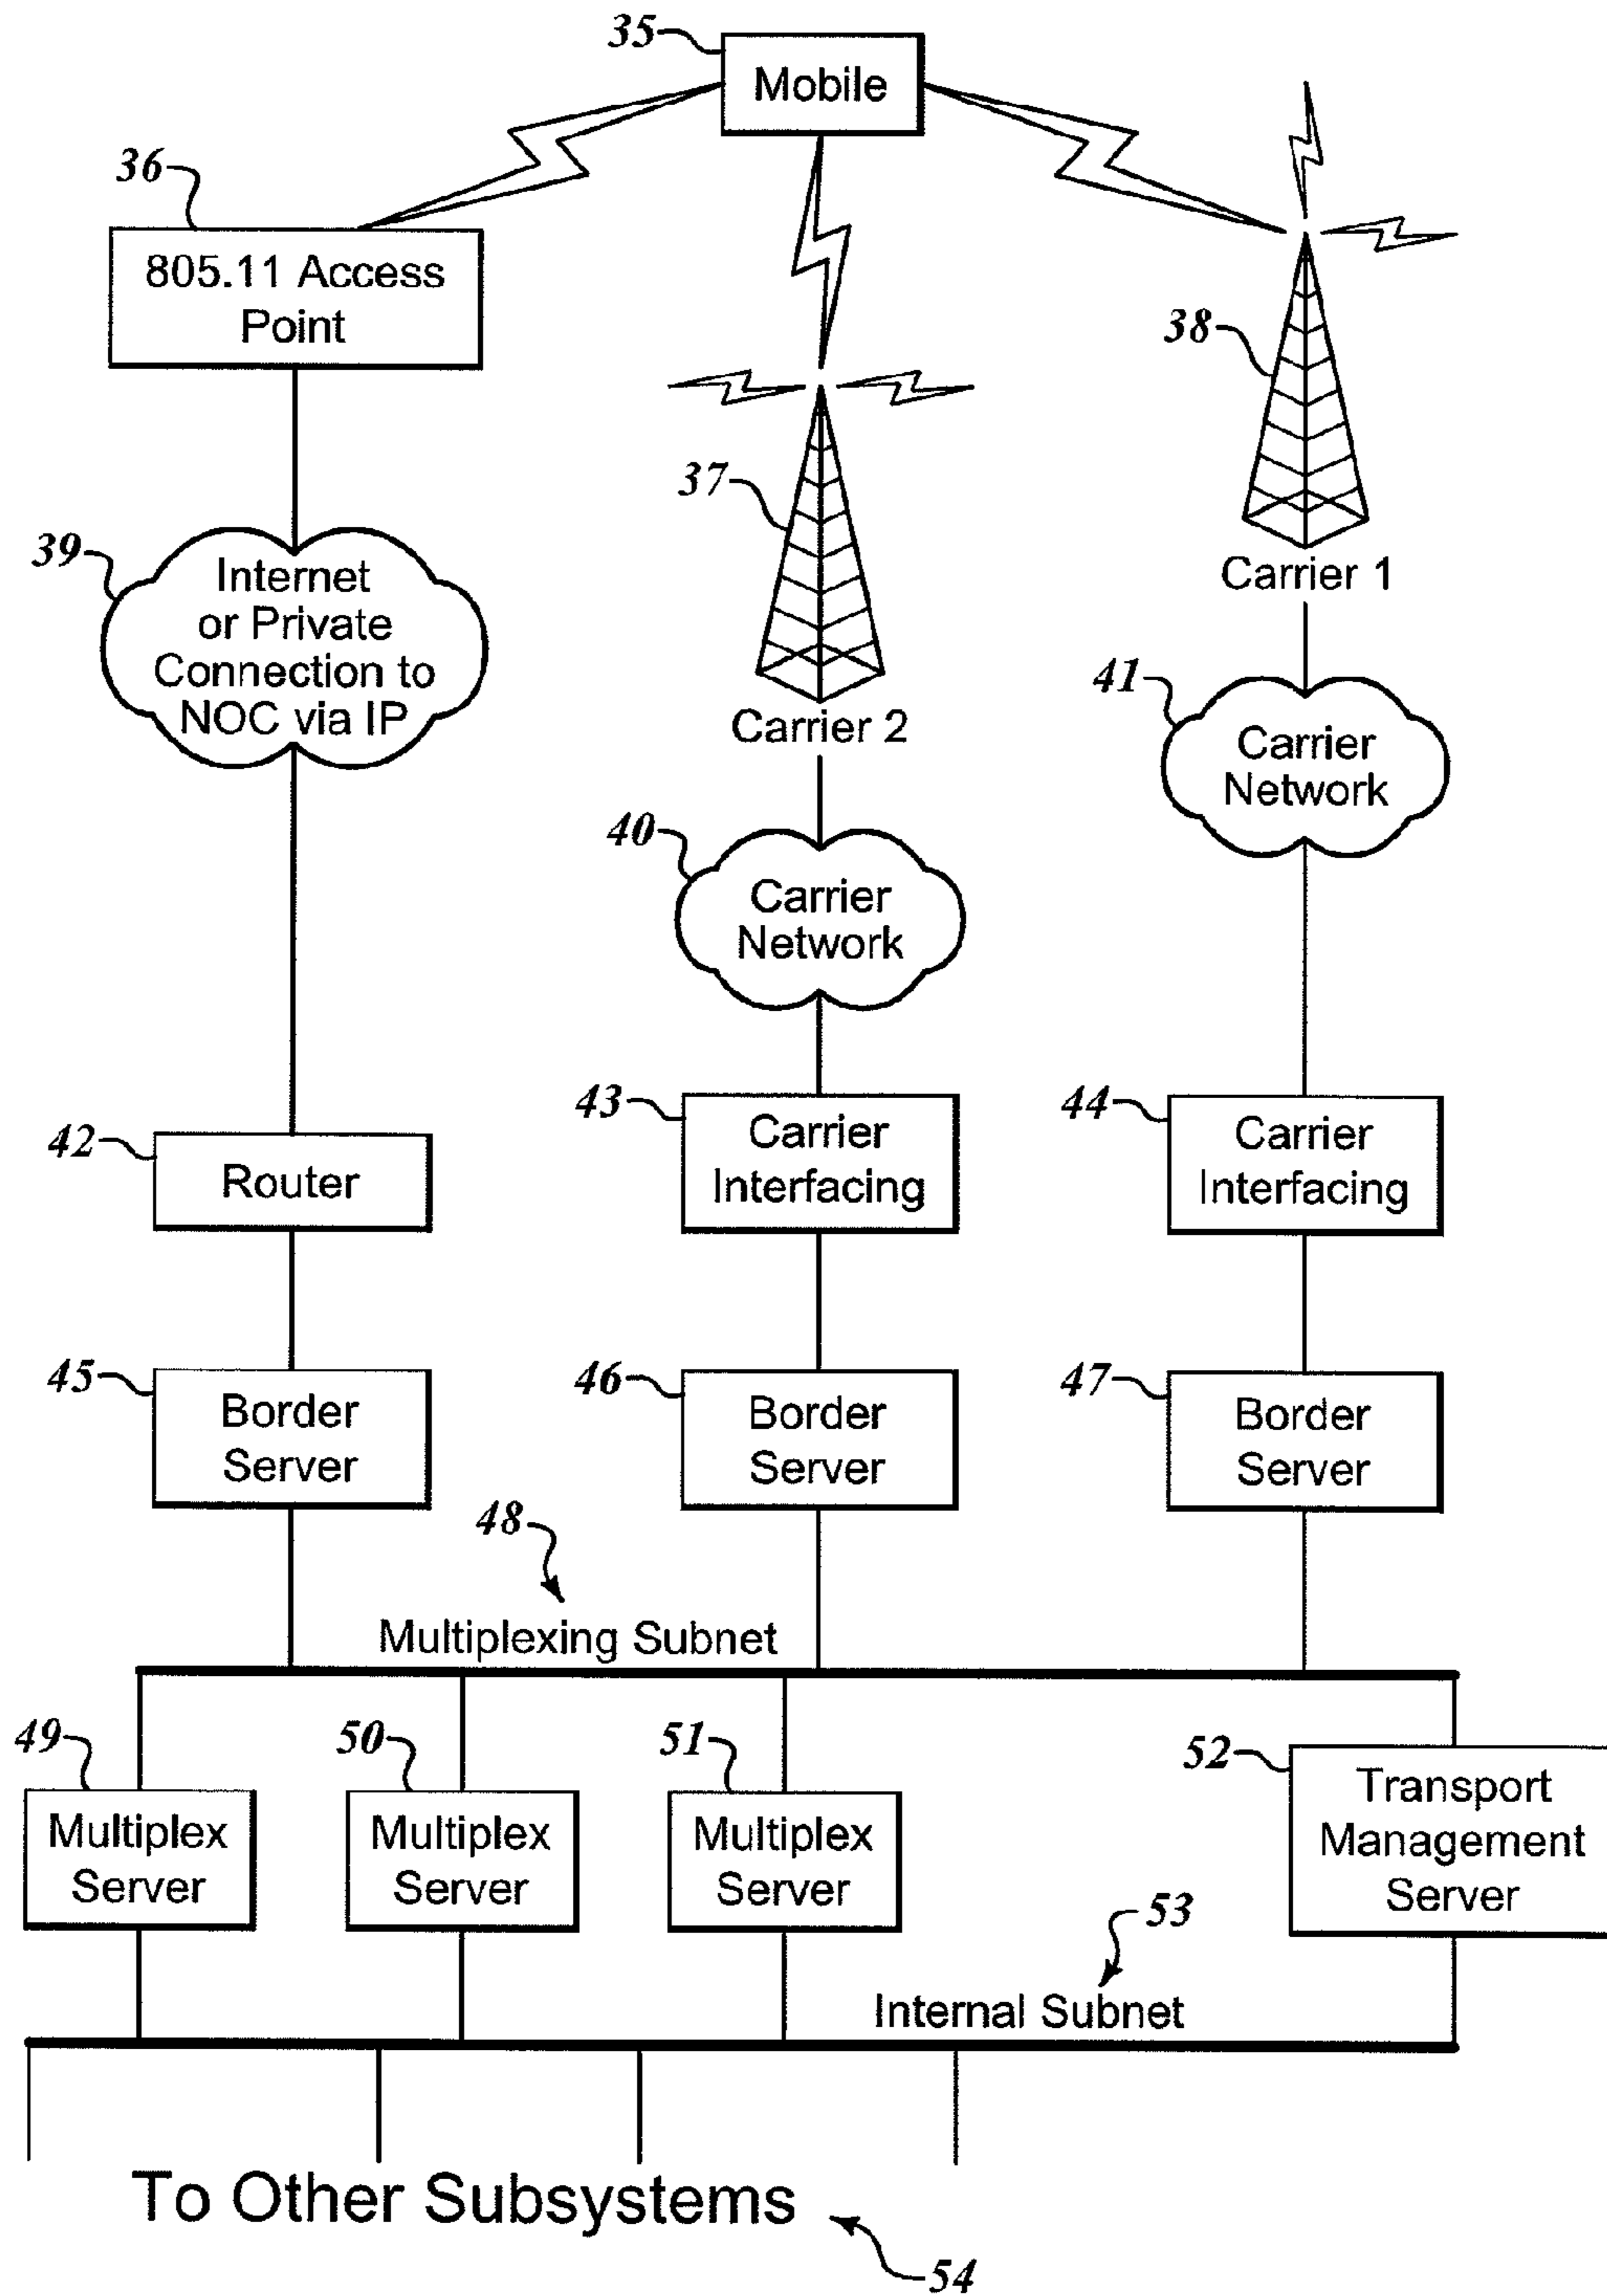 35
Mobile
36
805.11 Access
Point
38
37
39
Internet
or Private
Connection to
NOC via IP
Carrier 1
Carrier 2
41
Carrier
Network
40
Carrier
Network
42
Router
43
Carrier
Interfacing
44
Carrier
Interfacing
45
Border
Server
46
Border
Server
47
Border
Server
48
Multiplexing Subnet
49
Multiplex
Server
50
Multiplex
Server
51
Multiplex
Server
52
Transport
Management
Server
53
Internal Subnet
To Other Subsystems
54